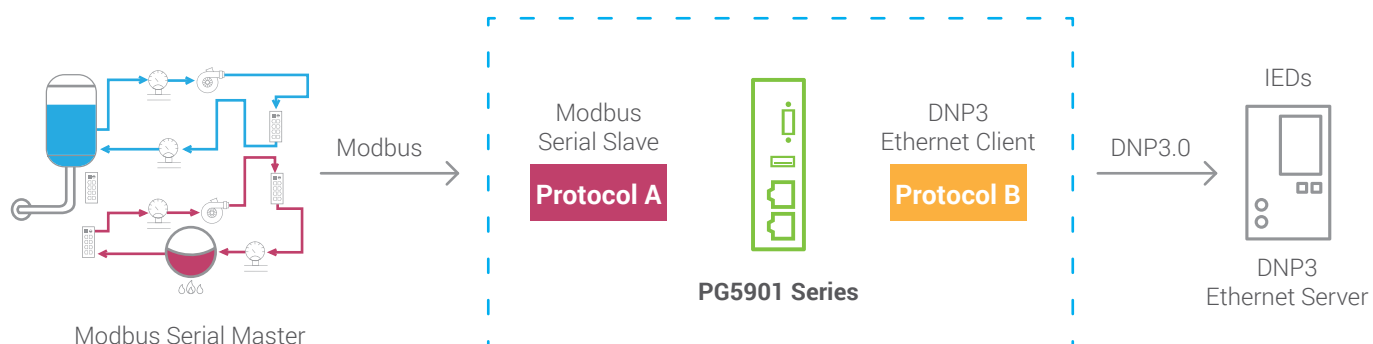 Modbus Serial Master
Modbus
Modbus
Serial Slave
Protocol A
PG5901 Series
DNP3
Ethernet Client
Protocol B
DNP3.0
IEDs
DNP3
Ethernet Server